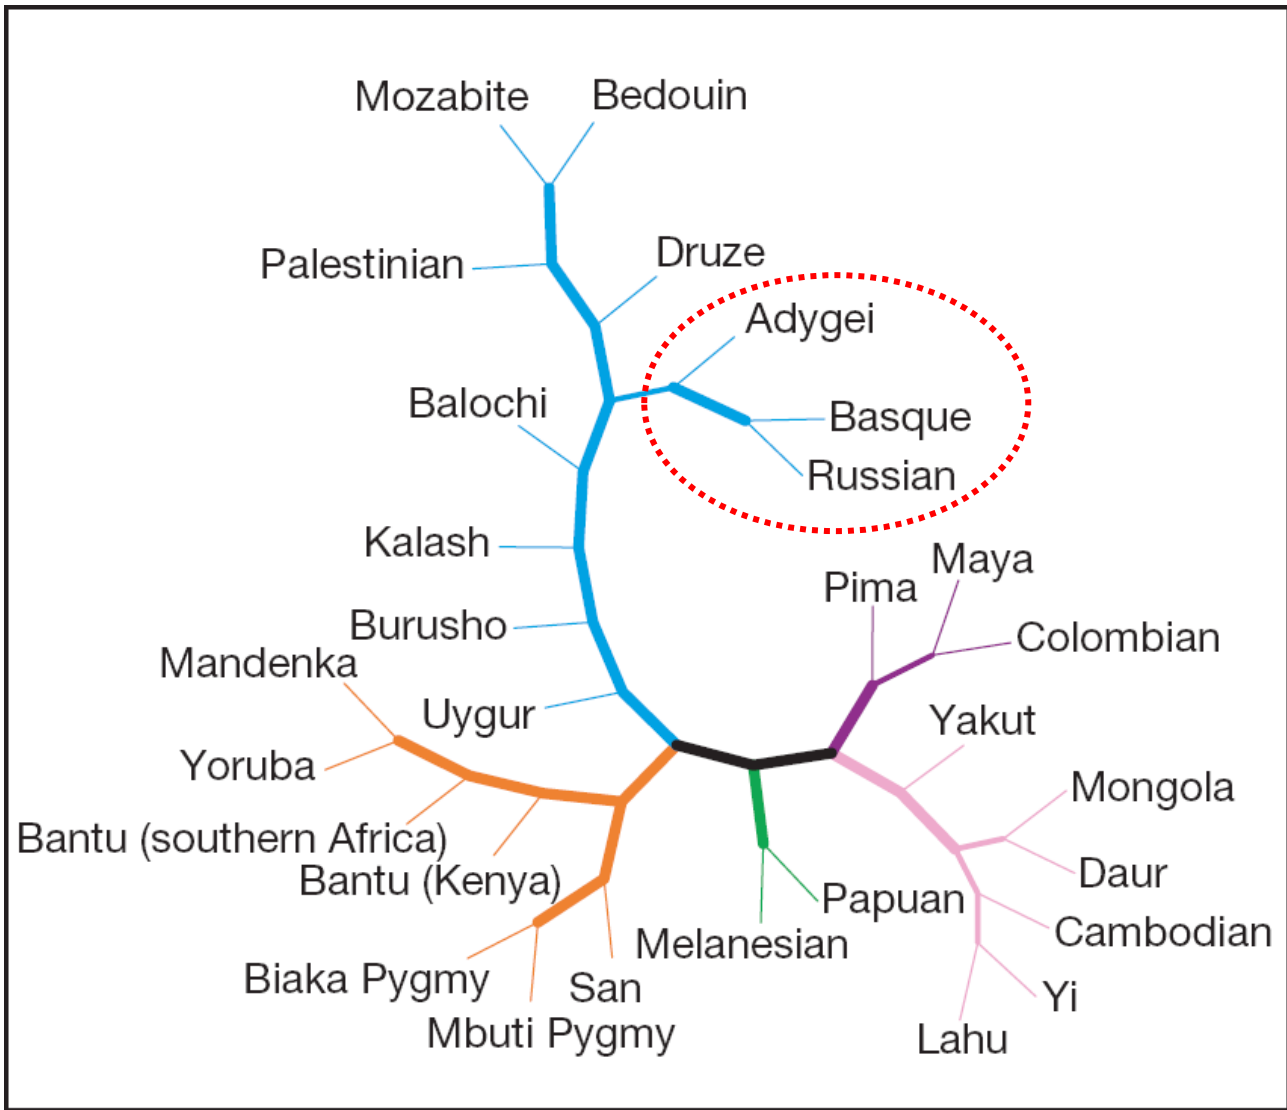 Mozabite
Bedouin
Palestinian
Druze
Adygei
Balochi
Basque
Russian
Kalash
Maya
Pima
Burusho
Colombian
Mandenka
Uygur
Yakut
Yoruba
Mongola
Bantu (southern Africa)
Bantu (Kenya)
Daur
Papuan
Cambodian
Melanesian
Biaka Pygmy
San
Yi
Mbuti Pygmy
Lahu